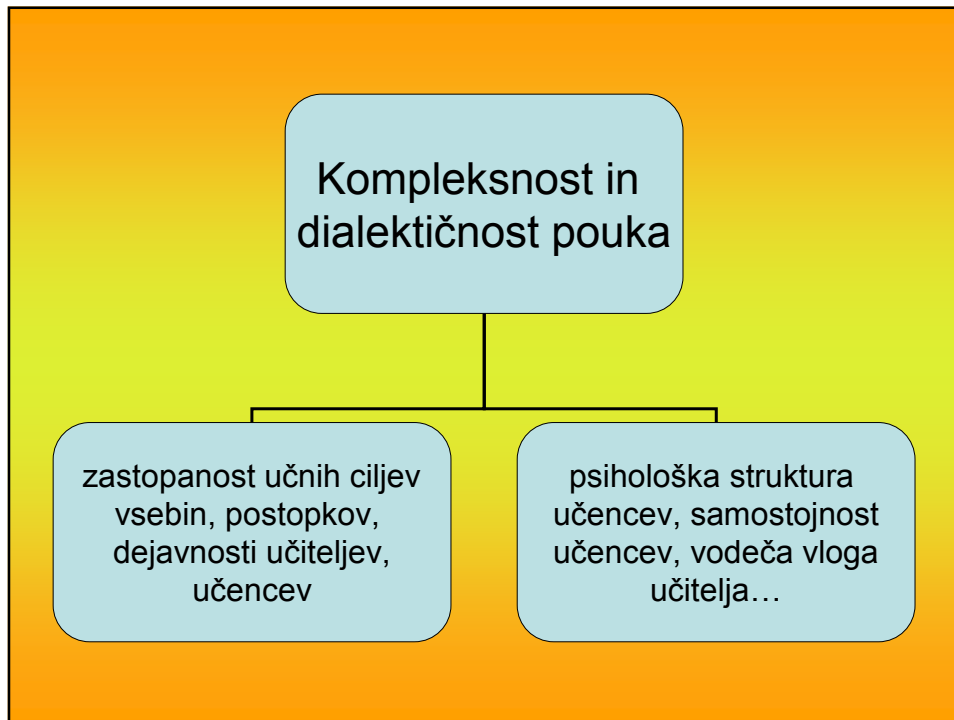 Kompleksnost in
dialektičnost pouka
zastopanost učnih ciljev
vsebin, postopkov,
dejavnosti učiteljev,
učencev
psihološka struktura
učencev, samostojnost
učencev, vodeča vloga
učitelja…